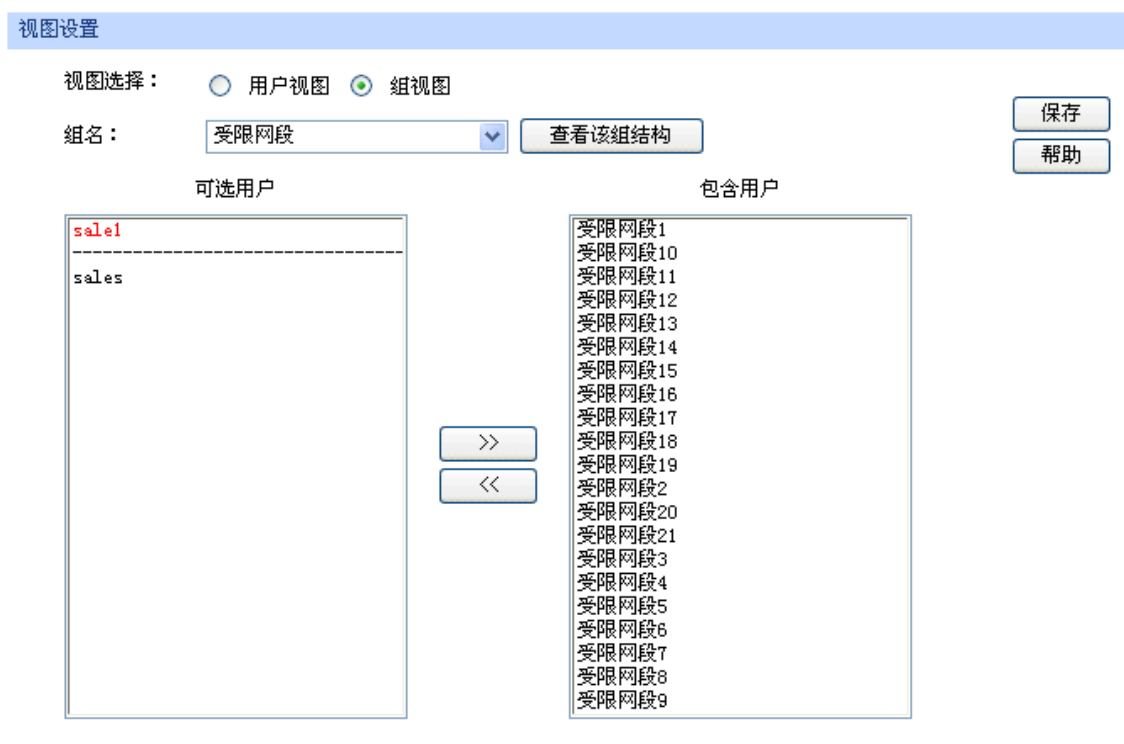 视图设置
视图选择： 用户视图 组视图
保存
组名： 受限网段 查看该组结构
帮助
可选用户 包含用户
sale1
--------------------------------
sales
>>
<<
受限网段1
受限网段10
受限网段11
受限网段12
受限网段13
受限网段14
受限网段15
受限网段16
受限网段17
受限网段18
受限网段19
受限网段2
受限网段20
受限网段21
受限网段3
受限网段4
受限网段5
受限网段6
受限网段7
受限网段8
受限网段9